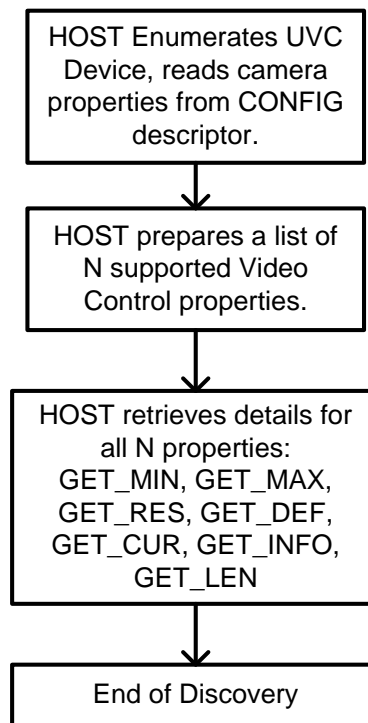 HOST Enumerates UVC
Device, reads camera
properties from CONFIG
descriptor.
HOST prepares a list of
N supported Video
Control properties.
HOST retrieves details for
all N properties:
GET_MIN, GET_MAX,
GET_RES, GET_DEF,
GET_CUR, GET_INFO,
GET_LEN
End of Discovery